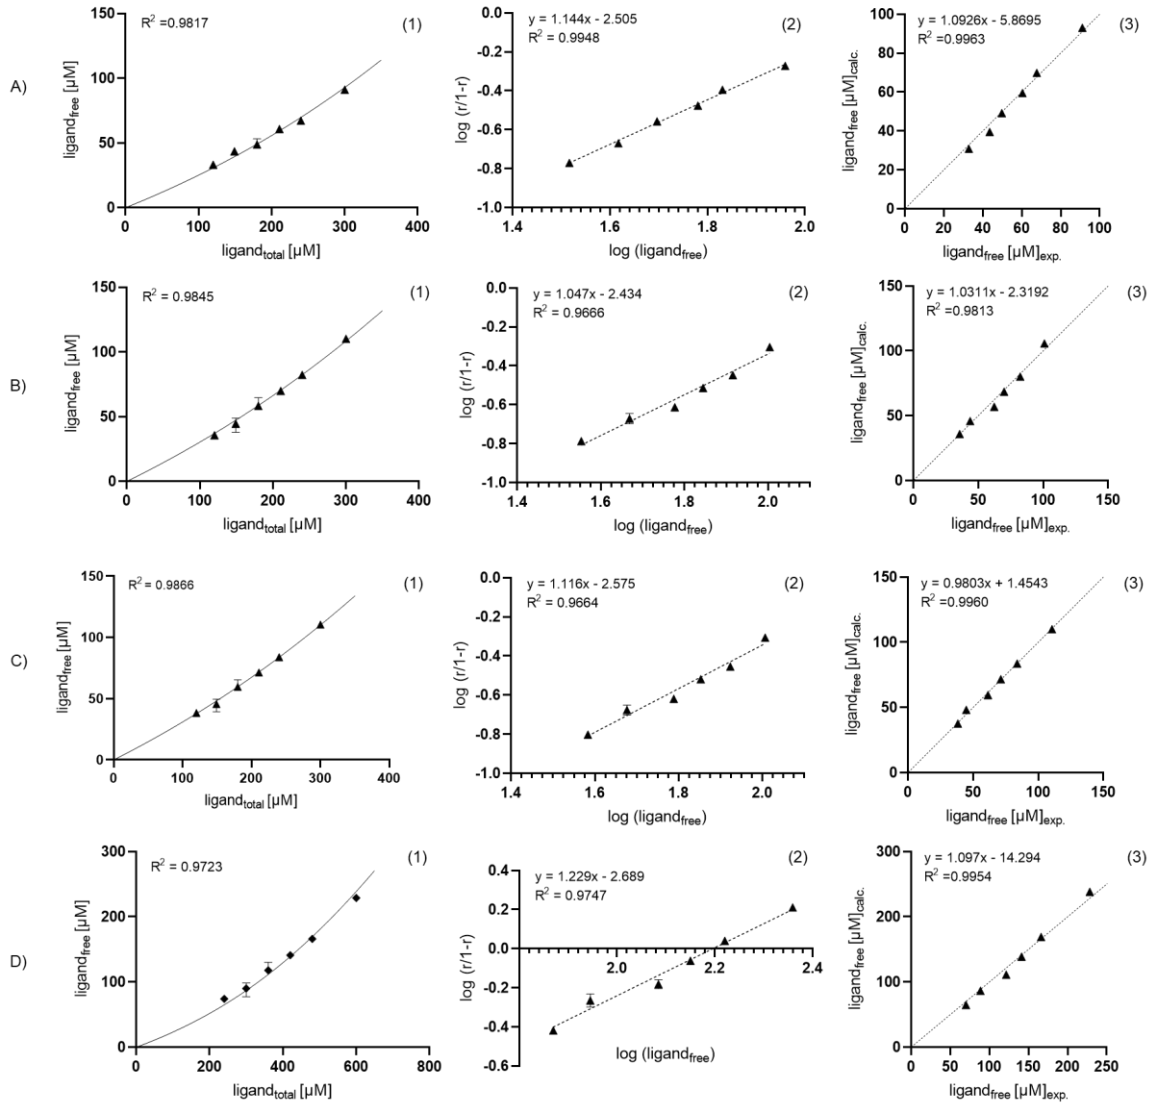 A)
R² = 0.9817
(1)
ligand_free [µM]
150
100
50
0
0 100 200 300 400
ligand_total [µM]
y = 1.144x - 2.505
R² = 0.9948
(2)
log (r/1-r)
0.0
-0.2
-0.4
-0.6
-0.8
-1.0
1.4 1.6 1.8 2.0
log (ligand_free)
y = 1.0926x - 5.8695
R² = 0.9963
(3)
ligand_free [µM]_calc.
100
80
60
40
20
0
0 20 40 60 80 100
ligand_free [µM]_exp.
B)
R² = 0.9845
(1)
ligand_free [µM]
150
100
50
0
0 100 200 300 400
ligand_total [µM]
y = 1.047x - 2.434
R² = 0.9666
(2)
log (r/1-r)
0.0
-0.2
-0.4
-0.6
-0.8
-1.0
1.4 1.6 1.8 2.0
log (ligand_free)
y = 1.0311x - 2.3192
R² =0.9813
(3)
ligand_free [µM]_calc.
150
100
50
0
0 50 100 150
ligand_free [µM]_exp.
C)
R² = 0.9866
(1)
ligand_free [µM]
150
100
50
0
0 100 200 300 400
ligand_total [µM]
y = 1.116x - 2.575
R² = 0.9664
(2)
log (r/1-r)
0.0
-0.2
-0.4
-0.6
-0.8
-1.0
1.4 1.6 1.8 2.0
log (ligand_free)
y = 0.9803x + 1.4543
R² =0.9960
(3)
ligand_free [µM]_calc.
150
100
50
0
0 50 100 150
ligand_free [µM]_exp.
D)
R² = 0.9723
(1)
ligand_free [µM]
300
200
100
0
0 200 400 600 800
ligand_total [µM]
y = 1.229x - 2.689
R² = 0.9747
(2)
log (r/1-r)
0.4
0.2
0.0
-0.2
-0.4
-0.6
2.0 2.2 2.4
log (ligand_free)
y = 1.097x - 14.294
R² =0.9954
(3)
ligand_free [µM]_calc.
300
200
100
0
0 50 100 150 200 250
ligand_free [µM]_exp.